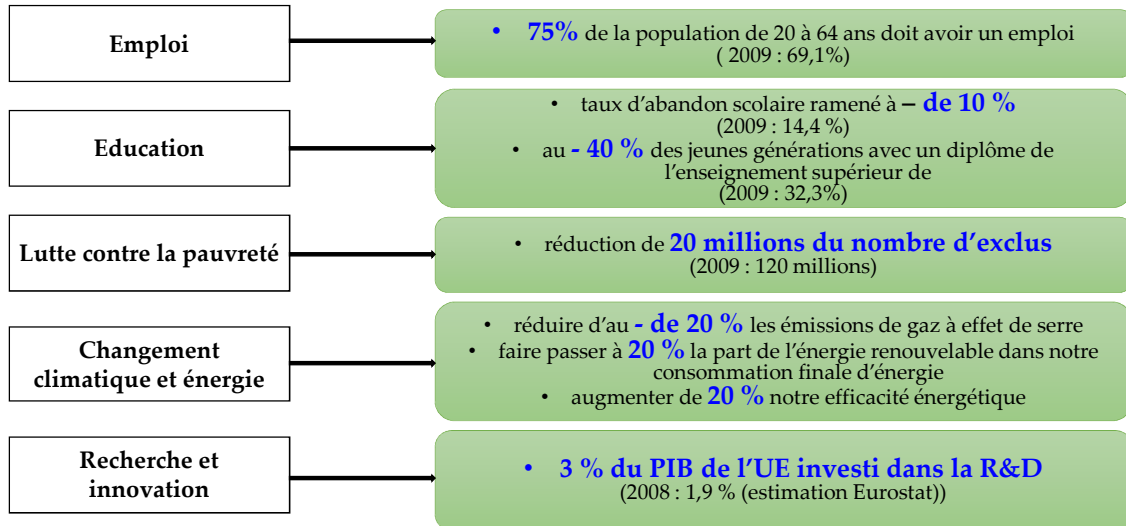 Emploi
• 75% de la population de 20 à 64 ans doit avoir un emploi
( 2009 : 69,1%)
Education
• taux d’abandon scolaire ramené à – de 10 %
(2009 : 14,4 %)
• au - 40 % des jeunes générations avec un diplôme de
l’enseignement supérieur de
(2009 : 32,3%)
Lutte contre la pauvreté
• réduction de 20 millions du nombre d’exclus
(2009 : 120 millions)
Changement
climatique et énergie
• réduire d’au - de 20 % les émissions de gaz à effet de serre
• faire passer à 20 % la part de l’énergie renouvelable dans notre
consommation finale d’énergie
• augmenter de 20 % notre efficacité énergétique
Recherche et
innovation
• 3 % du PIB de l’UE investi dans la R&D
(2008 : 1,9 % (estimation Eurostat))